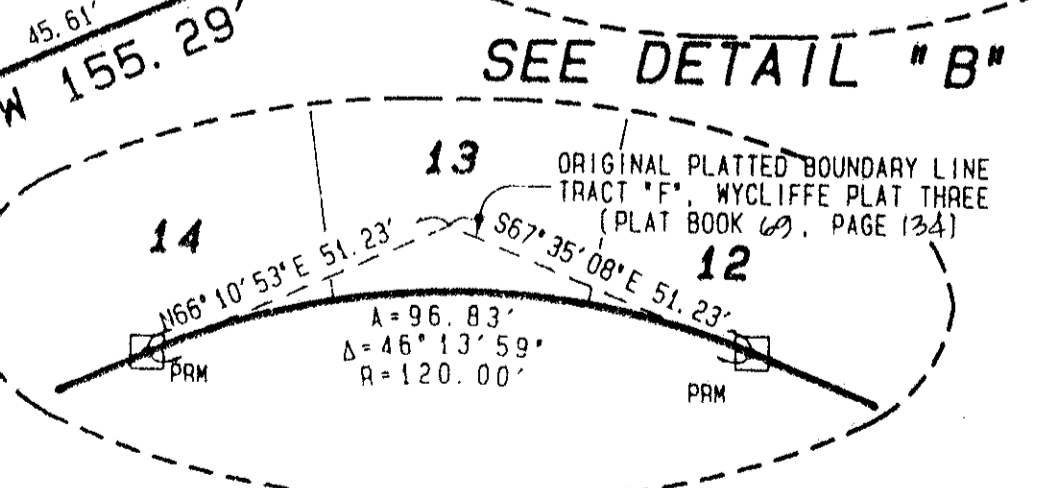 45.61'
W 155.29'
SEE DETAIL "B"
13
ORIGINAL PLATTED BOUNDARY LINE
TRACT "F", WYCLIFFE PLAT THREE
(PLAT BOOK 69, PAGE 134)
14
N66°10'53"E 51.23'
S67°35'08"E 51.23'
12
A=96.83'
Δ=46°13'59"
R=120.00'
PRM
PRM